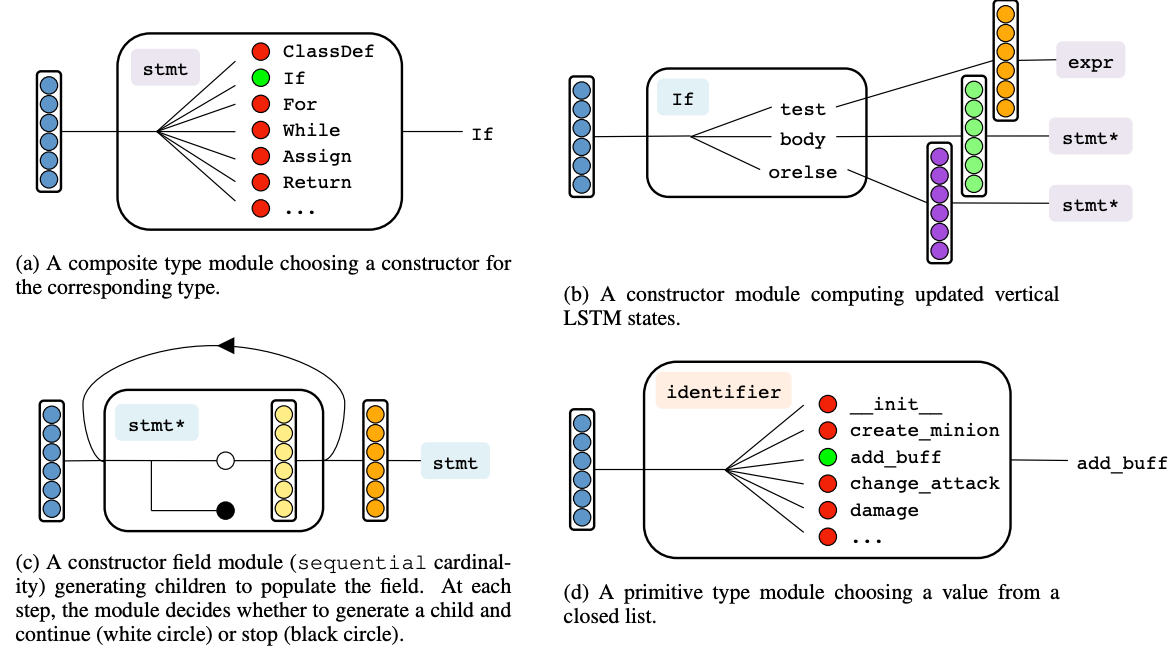 stmt
ClassDef
If
For
While
Assign
Return
...
If
(a) A composite type module choosing a constructor for
the corresponding type.
If
test
body
orelse
expr
stmt*
stmt*
(b) A constructor module computing updated vertical
LSTM states.
stmt*
stmt
(c) A constructor field module (sequential cardinal-
ity) generating children to populate the field. At each
step, the module decides whether to generate a child and
continue (white circle) or stop (black circle).
identifier
__init__
create_minion
add_buff
change_attack
damage
...
add_buff
(d) A primitive type module choosing a value from a
closed list.